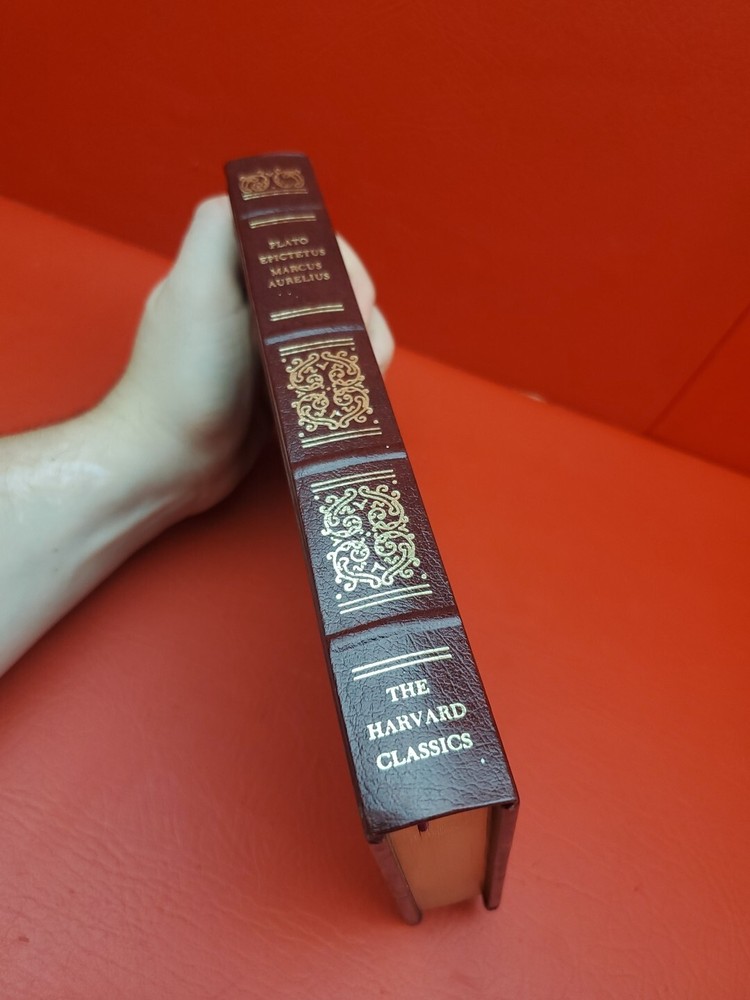 PLATO
EPICTETUS
MARCUS
AURELIUS
THE
HARVARD
CLASSICS